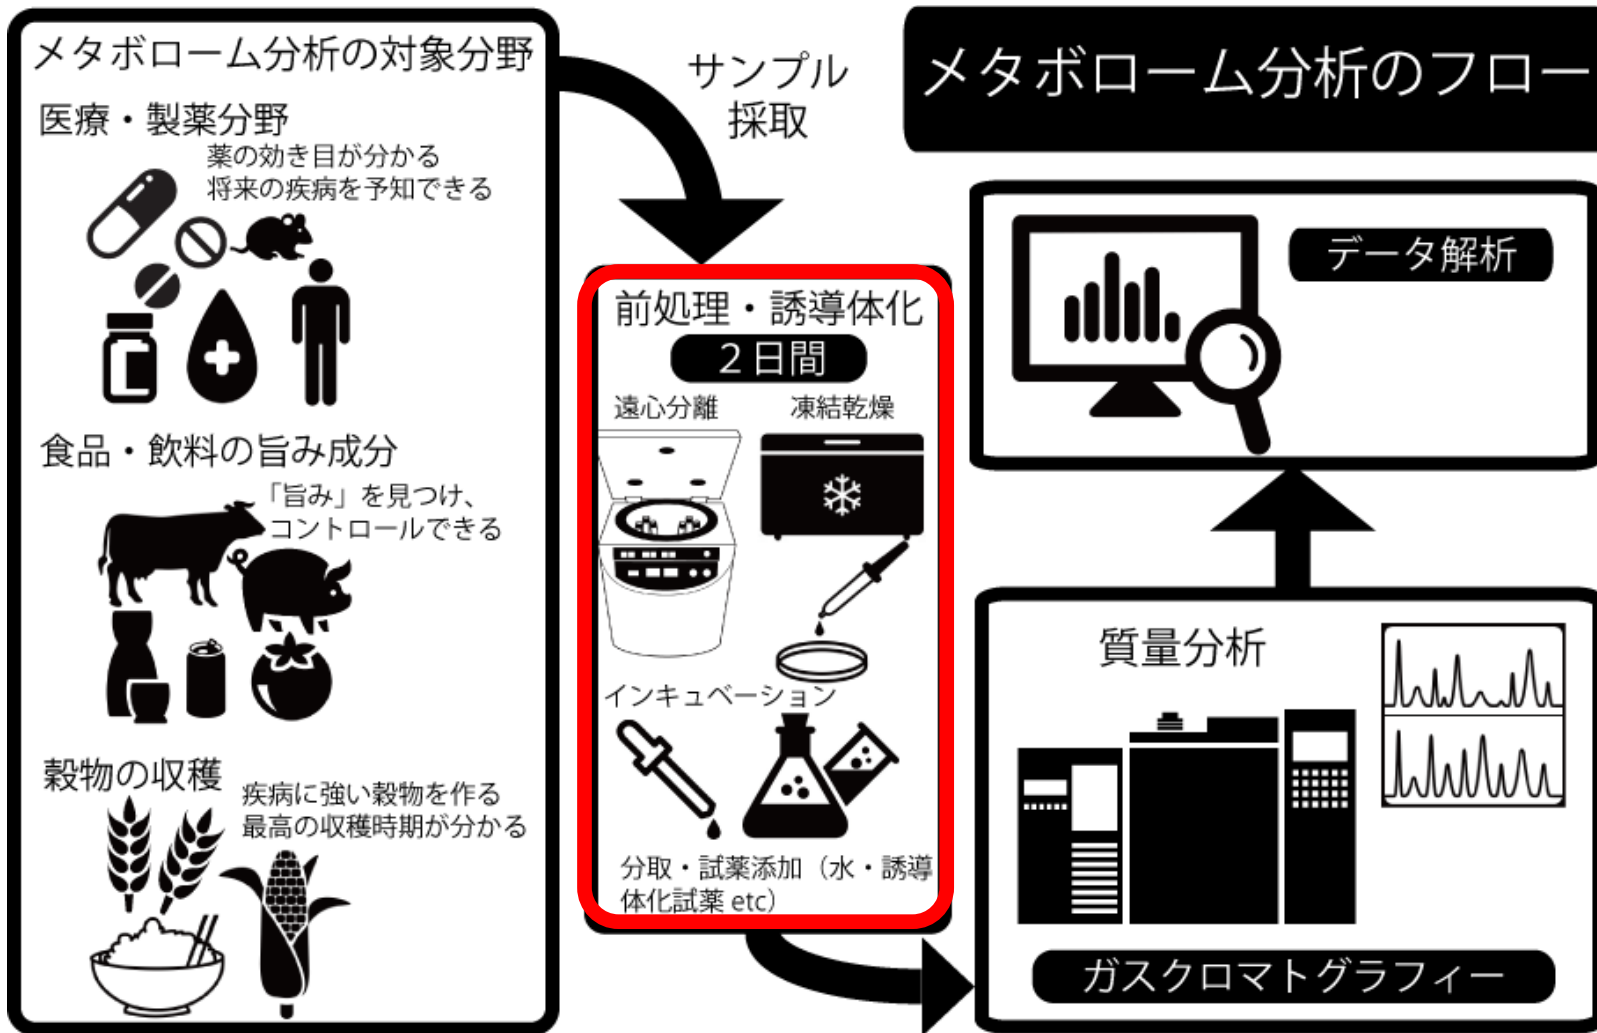 メタボローム分析のフロー
メタボローム分析の対象分野
医療・製薬分野
薬の効き目が分かる
将来の疾病を予知できる
食品・飲料の旨み成分
「旨み」を見つけ、
コントロールできる
穀物の収穫
疾病に強い穀物を作る
最高の収穫時期が分かる
サンプル
採取
前処理・誘導体化
２日間
遠心分離
凍結乾燥
インキュベーション
分取・試薬添加（水・誘導
体化試薬 etc）
質量分析
ガスクロマトグラフィー
データ解析